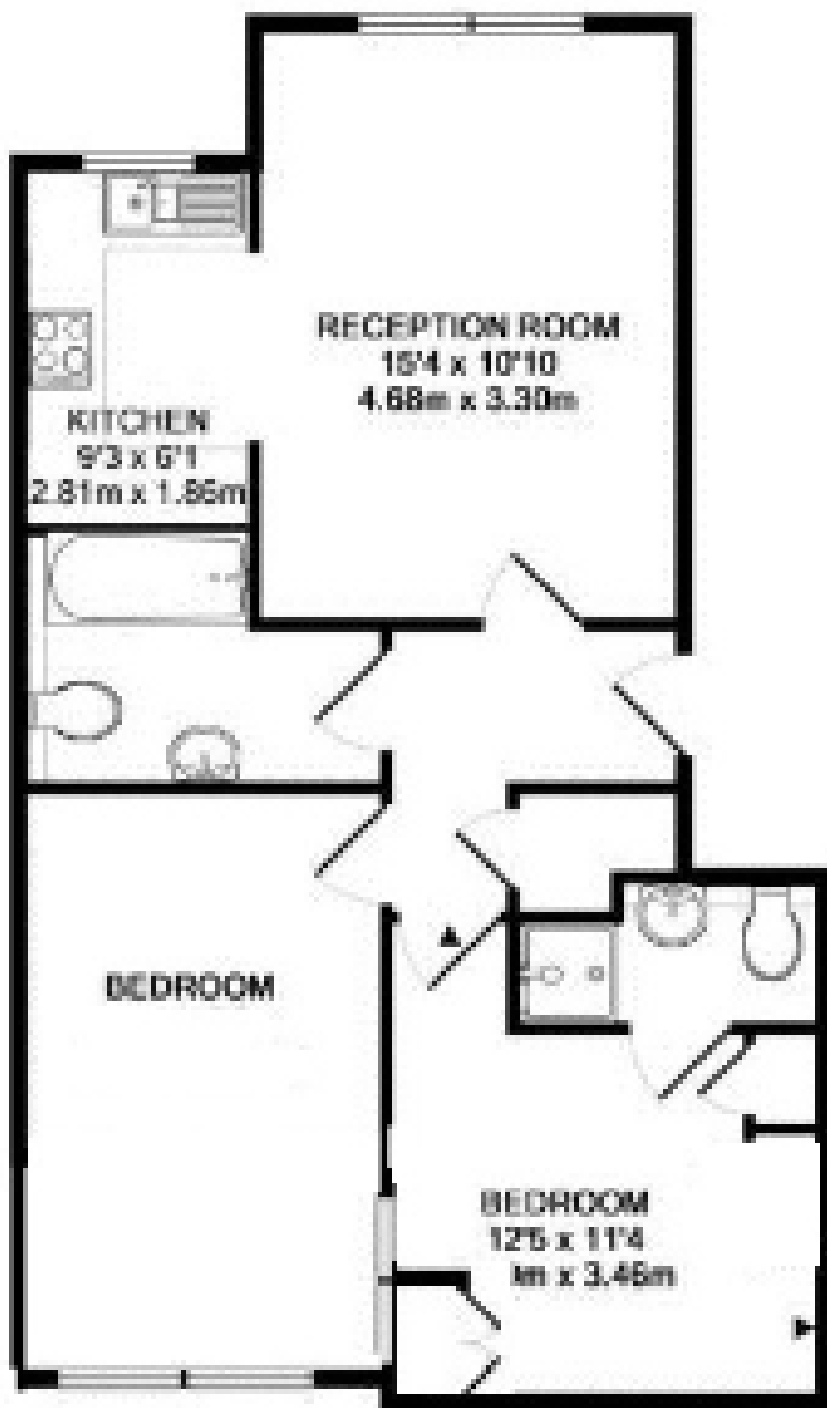 RECEPTION ROOM
15'4 x 10'10
4.68m x 3.30m
KITCHEN
9'3 x 6'1
2.81m x 1.86m
BEDROOM
BEDROOM
12'5 x 11'4
m x 3.46m